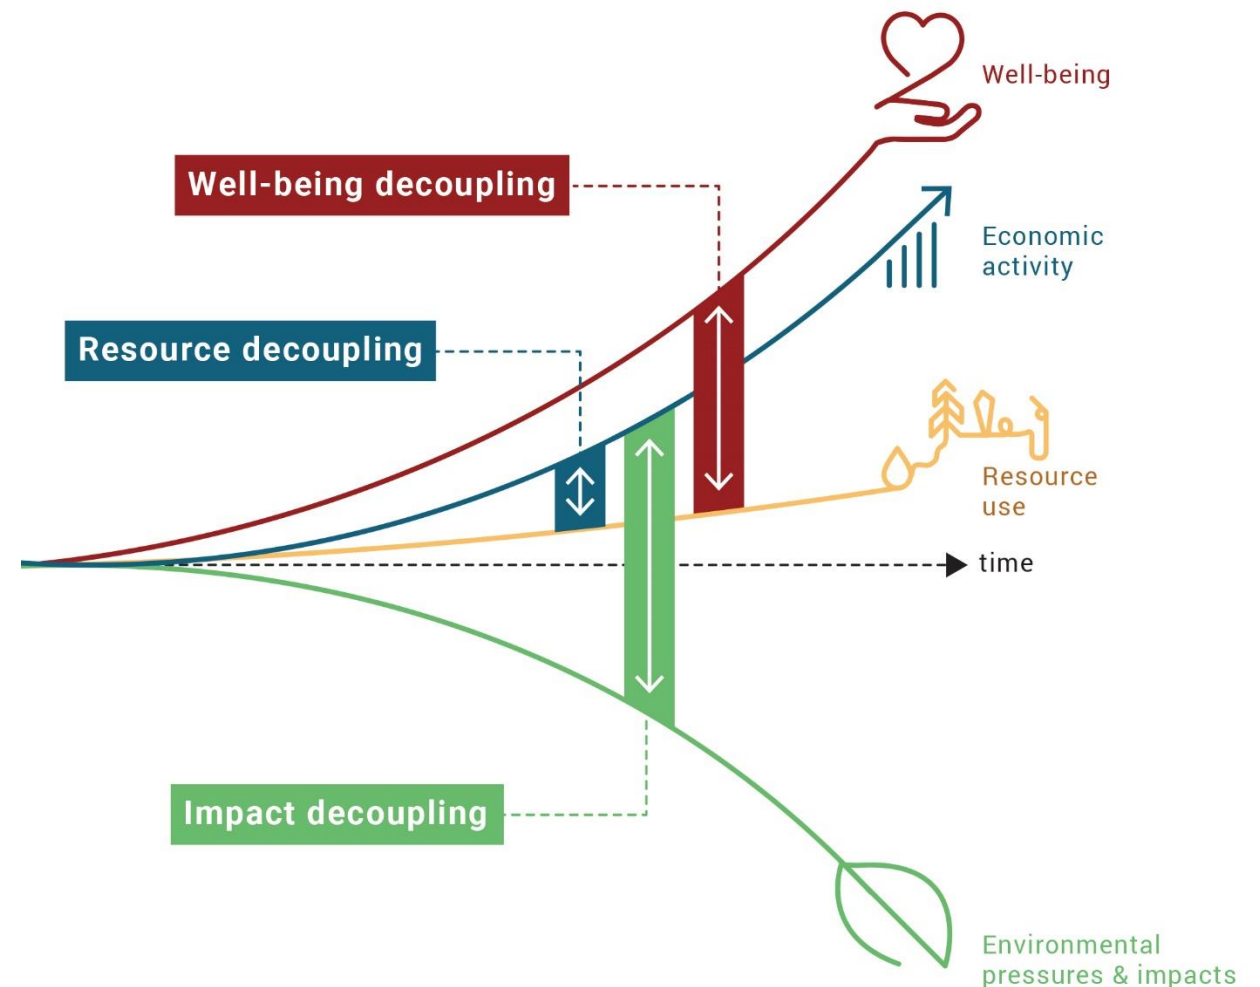 Well-being
Well-being decoupling
Economic
activity
Resource decoupling
Resource
use
time
Impact decoupling
Environmental
pressures & impacts